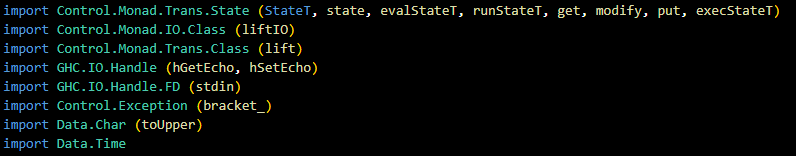 import Control.Monad.Trans.State (StateT, state, evalStateT, runStateT, get, modify, put, execStateT)
import Control.Monad.IO.Class (liftIO)
import Control.Monad.Trans.Class (lift)
import GHC.IO.Handle (hGetEcho, hSetEcho)
import GHC.IO.Handle.FD (stdin)
import Control.Exception (bracket_)
import Data.Char (toUpper)
import Data.Time